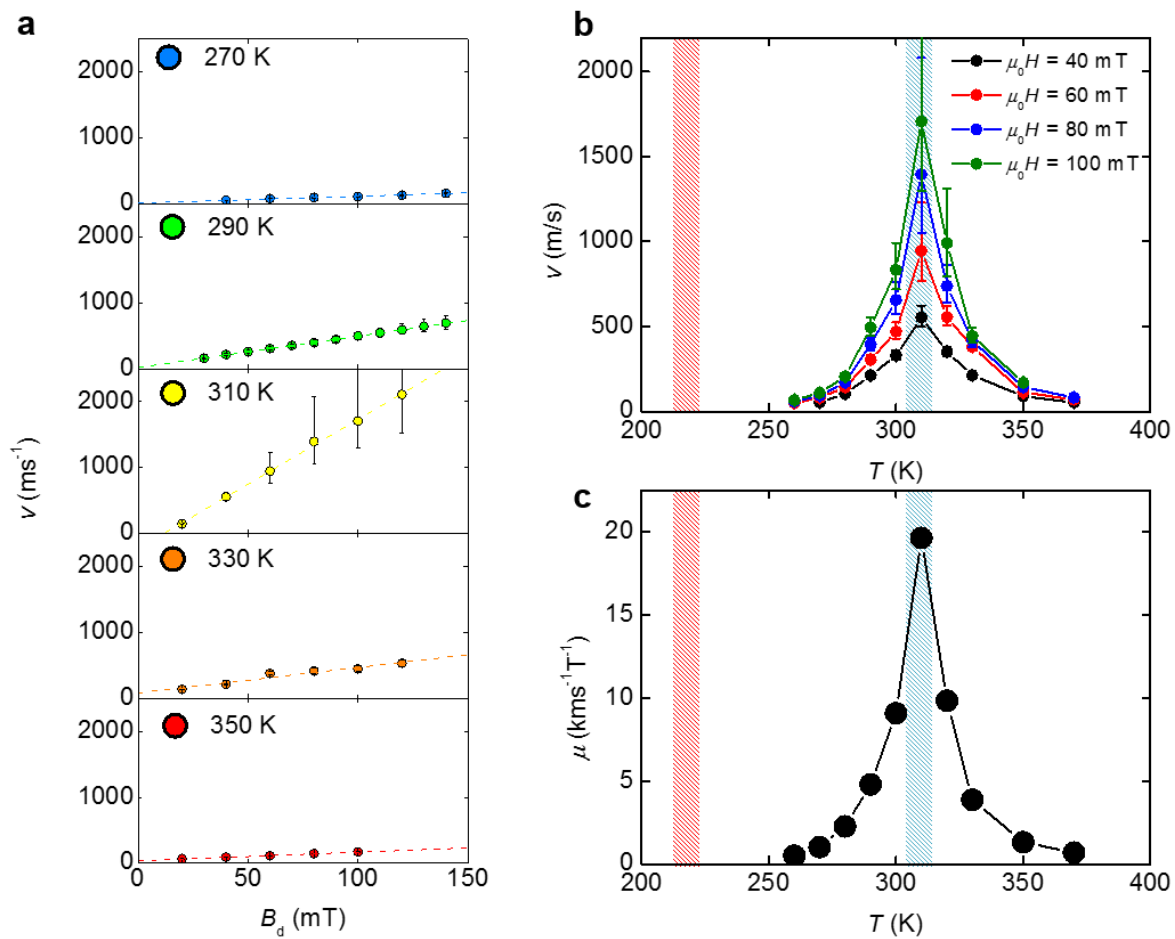 a
270 K
2000
1000
0
290 K
2000
1000
0
310 K
2000
1000
0
330 K
2000
1000
0
350 K
2000
1000
0
0 50 100 150
v (ms⁻¹)
B_d (mT)
b
μ₀H = 40 mT
μ₀H = 60 mT
μ₀H = 80 mT
μ₀H = 100 mT
2000
1500
1000
500
0
200 250 300 350 400
v (m/s)
T (K)
c
20
15
10
5
0
200 250 300 350 400
μ (kms⁻¹T⁻¹)
T (K)